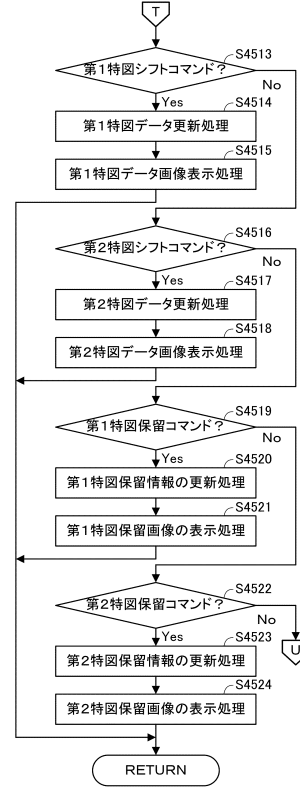 T
第1特図シフトコマンド？
S4513
No
Yes
S4514
第1特図データ更新処理
S4515
第1特図データ画像表示処理
S4516
第2特図シフトコマンド？
No
Yes
S4517
第2特図データ更新処理
S4518
第2特図データ画像表示処理
S4519
第1特図保留コマンド？
No
Yes
S4520
第1特図保留情報の更新処理
S4521
第1特図保留画像の表示処理
S4522
第2特図保留コマンド？
No
Yes
U
S4523
第2特図保留情報の更新処理
S4524
第2特図保留画像の表示処理
RETURN